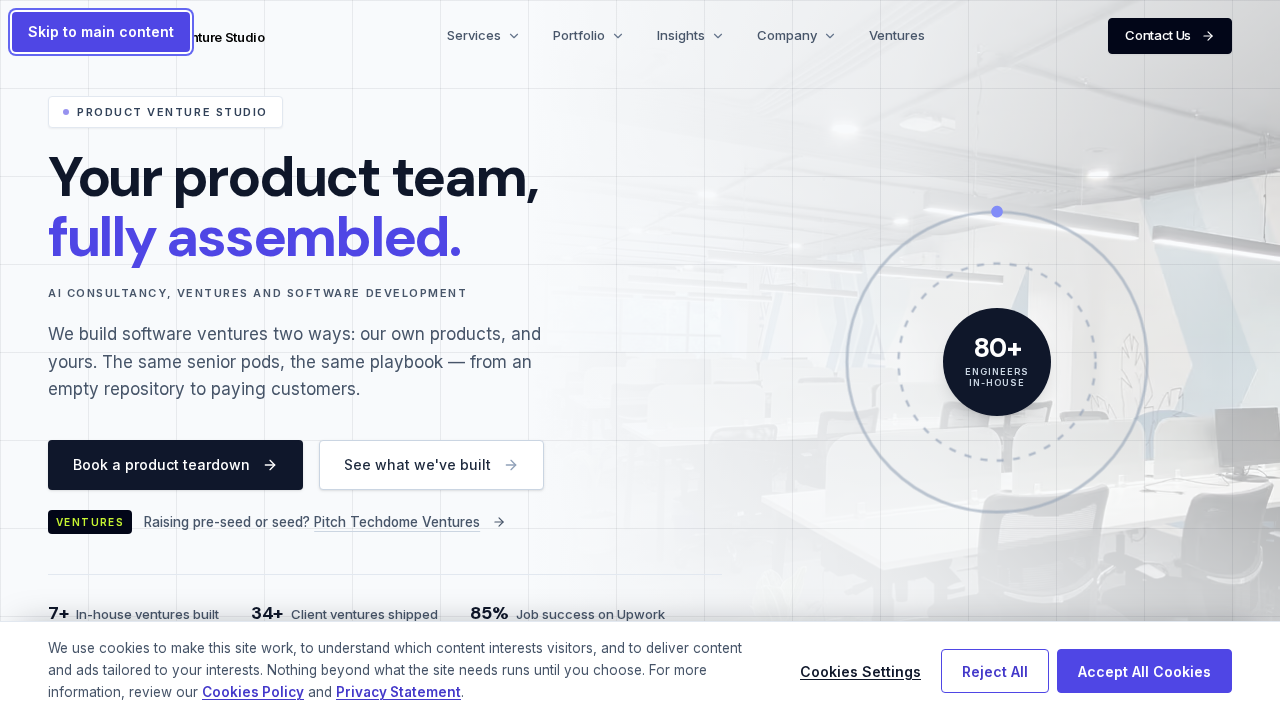 Skip to main content
nture Studio
Services
Portfolio
Insights
Company
Ventures
Contact Us
PRODUCT VENTURE STUDIO
Your product team,
fully assembled.
AI CONSULTANCY, VENTURES AND SOFTWARE DEVELOPMENT
We build software ventures two ways: our own products, and
yours. The same senior pods, the same playbook — from an
empty repository to paying customers.
80+
ENGINEERS
IN-HOUSE
Book a product teardown
See what we've built
VENTURES Raising pre-seed or seed? Pitch Techdome Ventures
7+ In-house ventures built
34+ Client ventures shipped
85% Job success on Upwork
We use cookies to make this site work, to understand which content interests visitors, and to deliver content
and ads tailored to your interests. Nothing beyond what the site needs runs until you choose. For more
information, review our Cookies Policy and Privacy Statement.
Cookies Settings
Reject All
Accept All Cookies